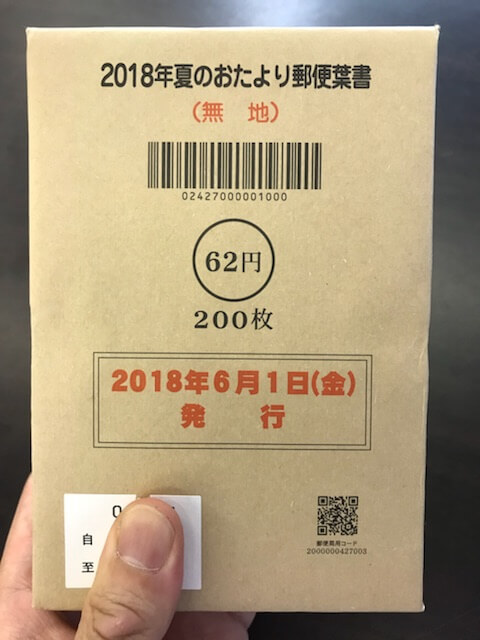 2018年夏のおたより郵便葉書
（無　地）
02427000001000
62円
200枚
2018年6月1日(金)
発　行
自
至
郵便葉書用コード
2000000427003